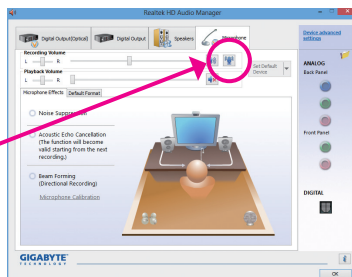 Realtek HD Audio Manager
Digital Output(Optical)
Digital Output
Speakers
Microphone
Device advanced
settings
Recording Volume
L
R
Set Default
Device
Playback Volume
L
R
Microphone Effects
Default Format
Noise Suppression
Acoustic Echo Cancellation
(The function will become
valid starting from the next
recording.)
Beam Forming
(Directional Recording)
Microphone Calibration
ANALOG
Back Panel
Front Panel
DIGITAL
GIGABYTE
TECHNOLOGY
i
OK